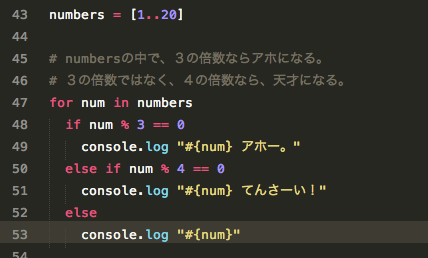 43 numbers = [1..20]
44
45 # numbersの中で、３の倍数ならアホになる。
46 # ３の倍数ではなく、４の倍数なら、天才になる。
47 for num in numbers
48 if num % 3 == 0
49 console.log "#{num} アホー。"
50 else if num % 4 == 0
51 console.log "#{num} てんさーい！"
52 else
53 console.log "#{num}"
54